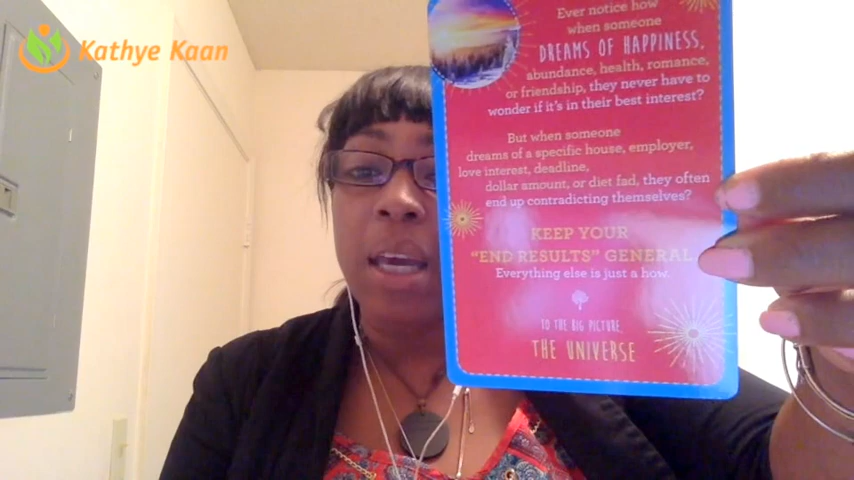 Kathye Kaan
Ever notice how
when someone
DREAMS OF HAPPINESS,
abundance, health, romance,
or friendship, they never have to
wonder if it's in their best interest?
But when someone
dreams of a specific house, employer,
love interest, deadline,
dollar amount, or diet fad, they often
end up contradicting themselves?
KEEP YOUR
"END RESULTS" GENERAL.
Everything else is just a how.
TO THE BIG PICTURE,
THE UNIVERSE